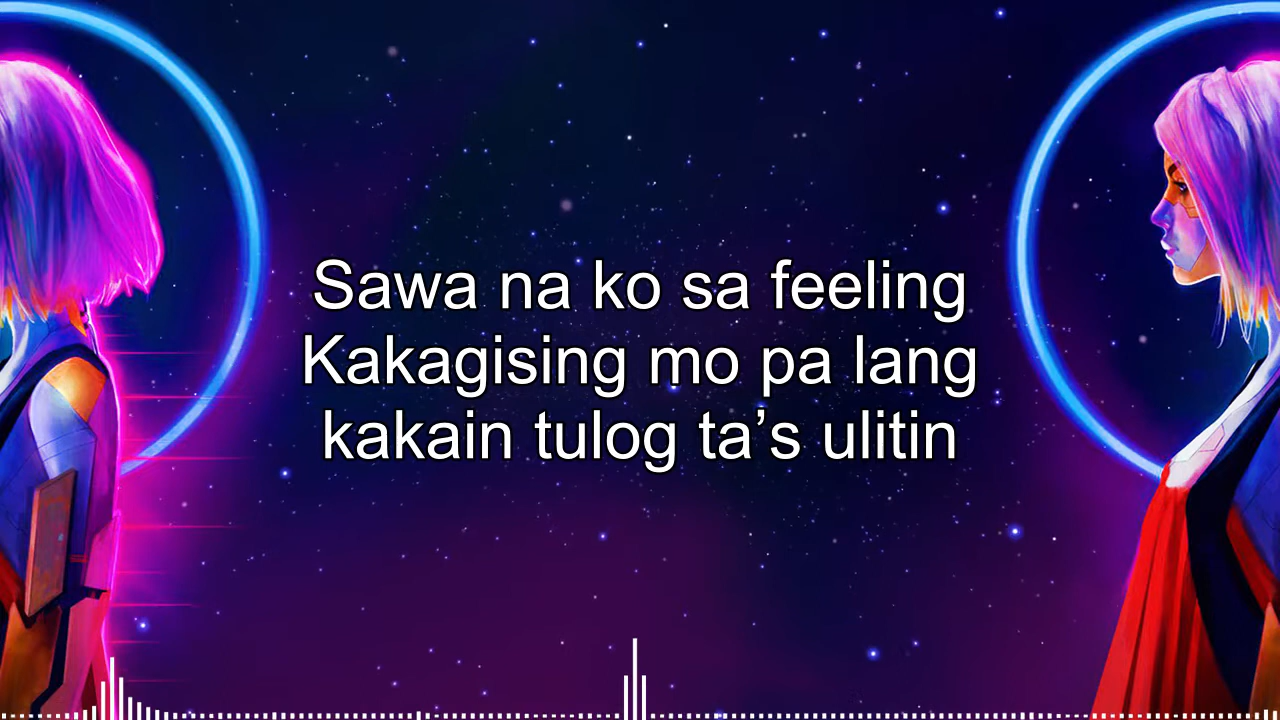 Sawa na ko sa feeling
Kakagising mo pa lang
kakain tulog ta’s ulitin